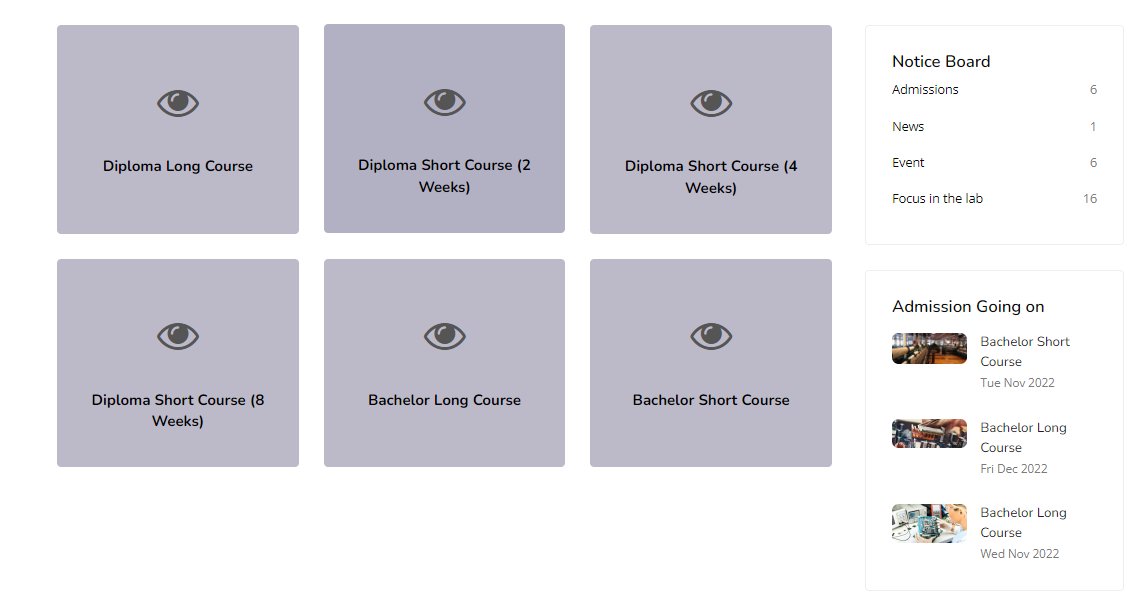 Diploma Long Course
Diploma Short Course (2
Weeks)
Diploma Short Course (4
Weeks)
Diploma Short Course (8
Weeks)
Bachelor Long Course
Bachelor Short Course
Notice Board
Admissions 6
News 1
Event 6
Focus in the lab 16
Admission Going on
Bachelor Short
Course
Tue Nov 2022
Bachelor Long
Course
Fri Dec 2022
Bachelor Long
Course
Wed Nov 2022